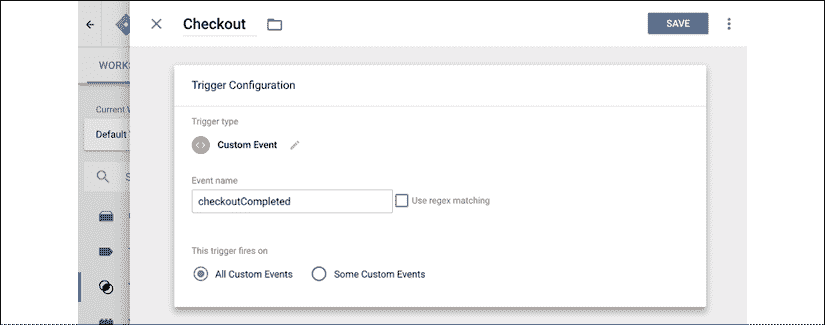 Checkout
SAVE
WORKS
Trigger Configuration
Current W
Trigger type
Default
Custom Event
Event name
checkoutCompleted
Use regex matching
This trigger fires on
All Custom Events
Some Custom Events